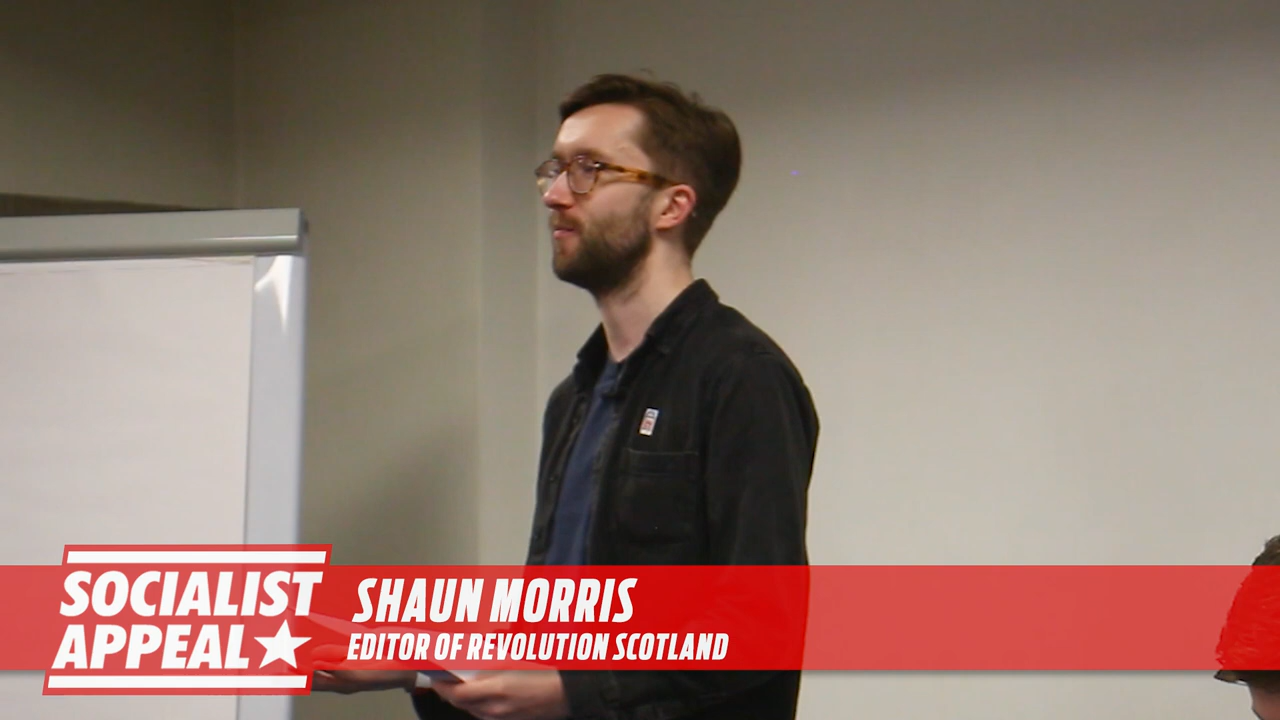 SOCIALIST
APPEAL
SHAUN MORRIS
EDITOR OF REVOLUTION SCOTLAND